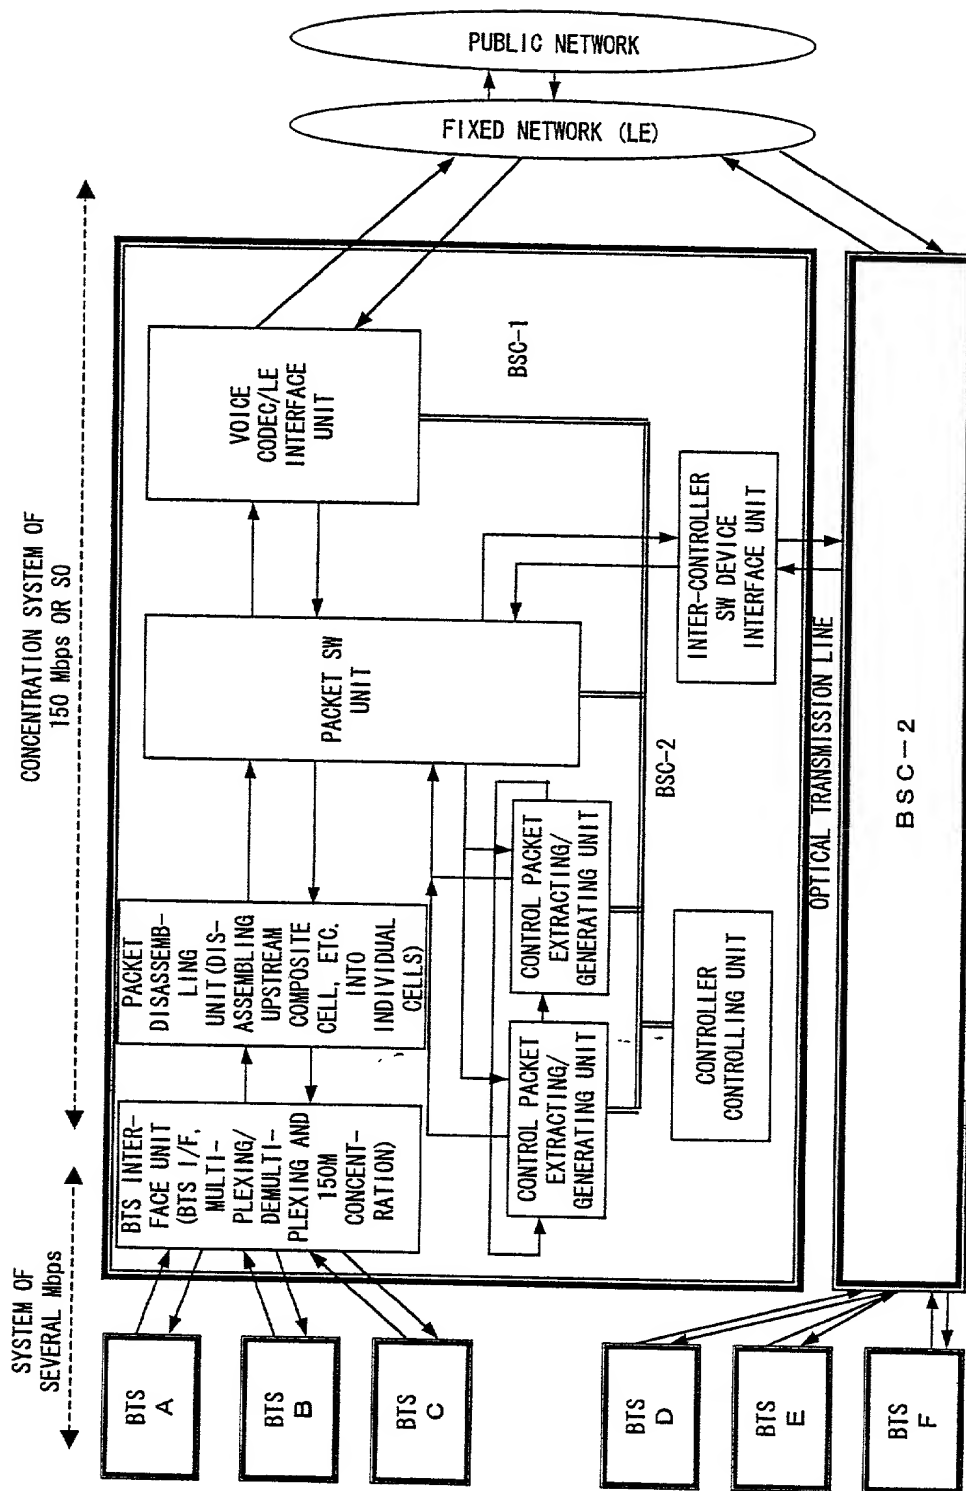 SYSTEM OF
SEVERAL Mbps
CONCENTRATION SYSTEM OF
150 Mbps OR SO
BTS
A
BTS
B
BTS
C
BTS
D
BTS
E
BTS
F
BTS INTER-
FACE UNIT
(BTS I/F,
MULTI-
PLEXING/
DEMULTI-
PLEXING AND
150M
CONCENT-
RATION)
PACKET
DISASSEMB-
LING
UNIT(DIS-
ASSEMBLING
UPSTREAM
COMPOSITE
CELL, ETC.
INTO
INDIVIDUAL
CELLS)
PACKET SW
UNIT
VOICE
CODEC/LE
INTERFACE
UNIT
CONTROL PACKET
EXTRACTING/
GENERATING UNIT
CONTROL PACKET
EXTRACTING/
GENERATING UNIT
BSC-2
BSC-1
CONTROLLER
CONTROLLING UNIT
INTER-CONTROLLER
SW DEVICE
INTERFACE UNIT
OPTICAL TRANSMISSION LINE
BSC-2
FIXED NETWORK (LE)
PUBLIC NETWORK